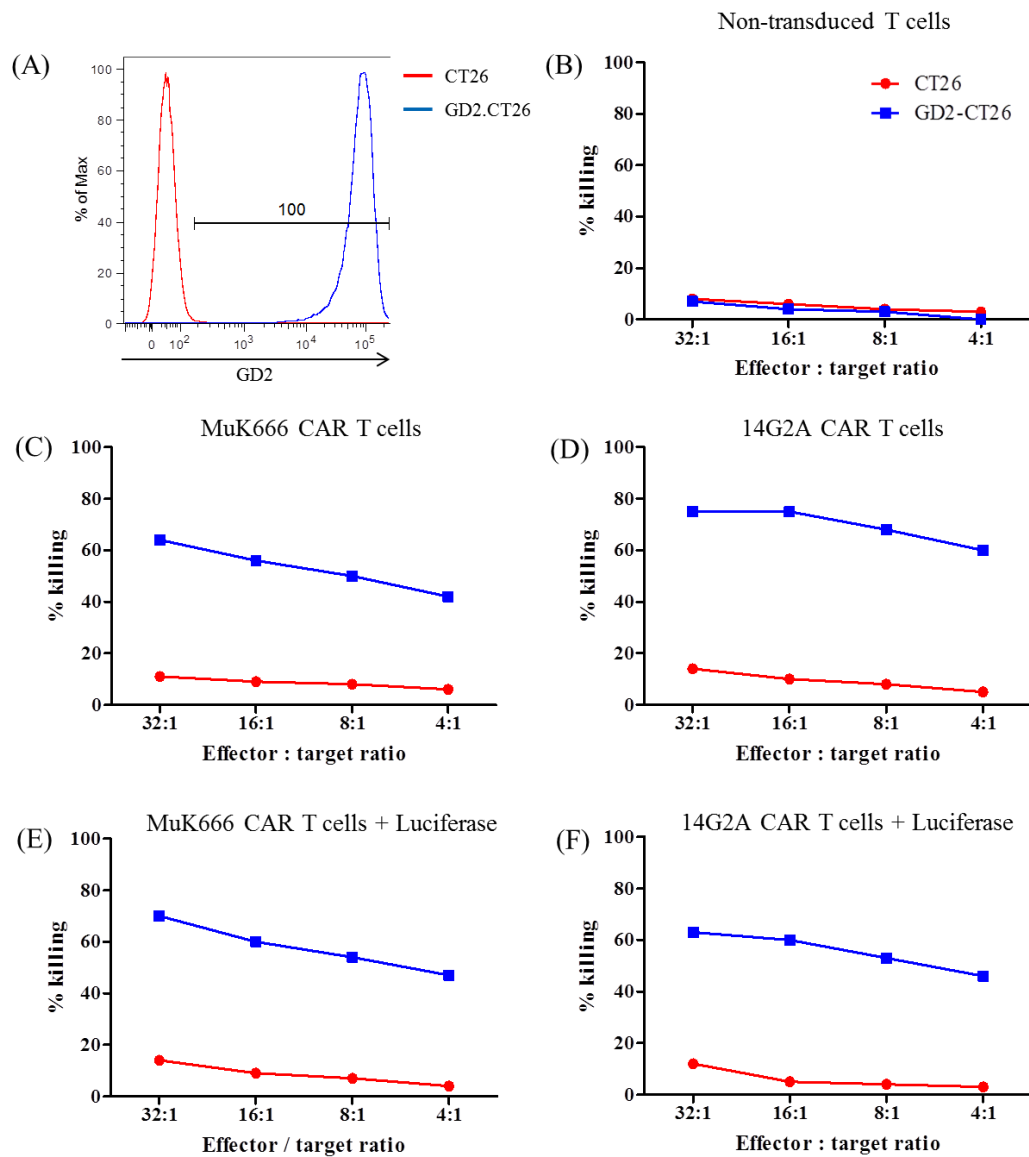 Non-transduced T cells
(A)
CT26
GD2.CT26
% of Max
100
80
60
40
20
0
100
0 10² 10³ 10⁴ 10⁵
GD2
(B)
CT26
GD2-CT26
% killing
100
80
60
40
20
0
32:1 16:1 8:1 4:1
Effector : target ratio
MuK666 CAR T cells
(C)
% killing
100
80
60
40
20
0
32:1 16:1 8:1 4:1
Effector : target ratio
14G2A CAR T cells
(D)
% killing
100
80
60
40
20
0
32:1 16:1 8:1 4:1
Effector : target ratio
MuK666 CAR T cells + Luciferase
(E)
% killing
100
80
60
40
20
0
32:1 16:1 8:1 4:1
Effector / target ratio
14G2A CAR T cells + Luciferase
(F)
% killing
100
80
60
40
20
0
32:1 16:1 8:1 4:1
Effector : target ratio